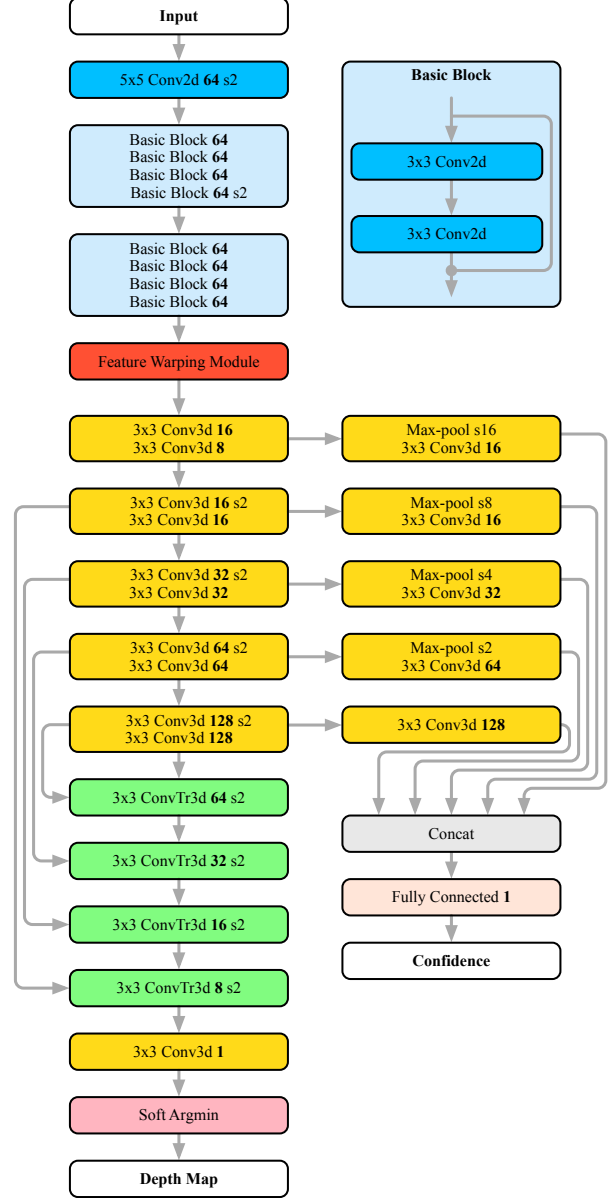 Input
5x5 Conv2d 64 s2
Basic Block 64
Basic Block 64
Basic Block 64
Basic Block 64 s2
Basic Block 64
Basic Block 64
Basic Block 64
Basic Block 64
Basic Block
3x3 Conv2d
3x3 Conv2d
Feature Warping Module
3x3 Conv3d 16
3x3 Conv3d 8
Max-pool s16
3x3 Conv3d 16
3x3 Conv3d 16 s2
3x3 Conv3d 16
Max-pool s8
3x3 Conv3d 16
3x3 Conv3d 32 s2
3x3 Conv3d 32
Max-pool s4
3x3 Conv3d 32
3x3 Conv3d 64 s2
3x3 Conv3d 64
Max-pool s2
3x3 Conv3d 64
3x3 Conv3d 128 s2
3x3 Conv3d 128
3x3 Conv3d 128
3x3 ConvTr3d 64 s2
3x3 ConvTr3d 32 s2
3x3 ConvTr3d 16 s2
3x3 ConvTr3d 8 s2
3x3 Conv3d 1
Soft Argmin
Depth Map
Concat
Fully Connected 1
Confidence